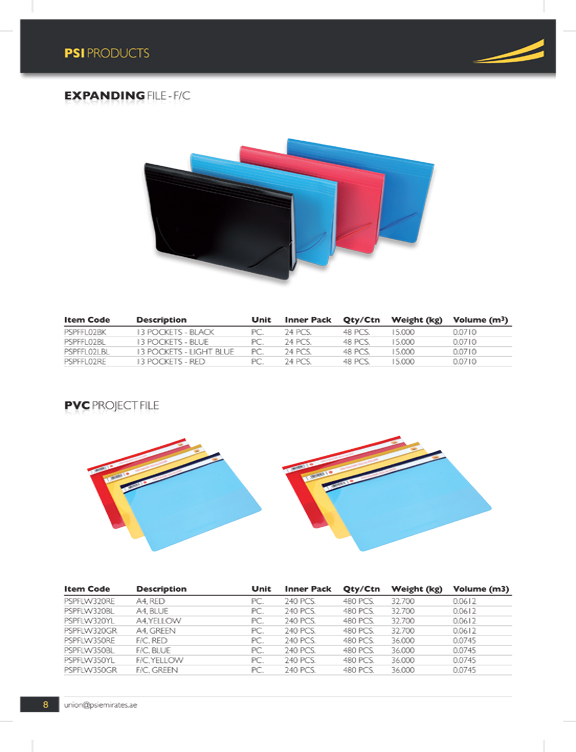 PSI PRODUCTS
EXPANDING FILE - F/C
Item Code Description Unit Inner Pack Qty/Ctn Weight (kg) Volume (m³)
PSPFFL02BK 13 POCKETS - BLACK PC. 24 PCS. 48 PCS. 15.000 0.0710
PSPFFL02BL 13 POCKETS - BLUE PC. 24 PCS. 48 PCS. 15.000 0.0710
PSPFFL02LBL 13 POCKETS - LIGHT BLUE PC. 24 PCS. 48 PCS. 15.000 0.0710
PSPFFL02RE 13 POCKETS - RED PC. 24 PCS. 48 PCS. 15.000 0.0710
PVC PROJECT FILE
Item Code Description Unit Inner Pack Qty/Ctn Weight (kg) Volume (m3)
PSPFLW320RE A4, RED PC. 240 PCS. 480 PCS. 32.700 0.0612
PSPFLW320BL A4, BLUE PC. 240 PCS. 480 PCS. 32.700 0.0612
PSPFLW320YL A4, YELLOW PC. 240 PCS. 480 PCS. 32.700 0.0612
PSPFLW320GR A4, GREEN PC. 240 PCS. 480 PCS. 32.700 0.0612
PSPFLW350RE F/C, RED PC. 240 PCS. 480 PCS. 36.000 0.0745
PSPFLW350BL F/C, BLUE PC. 240 PCS. 480 PCS. 36.000 0.0745
PSPFLW350YL F/C, YELLOW PC. 240 PCS. 480 PCS. 36.000 0.0745
PSPFLW350GR F/C, GREEN PC. 240 PCS. 480 PCS. 36.000 0.0745
8 union@psiemirates.ae